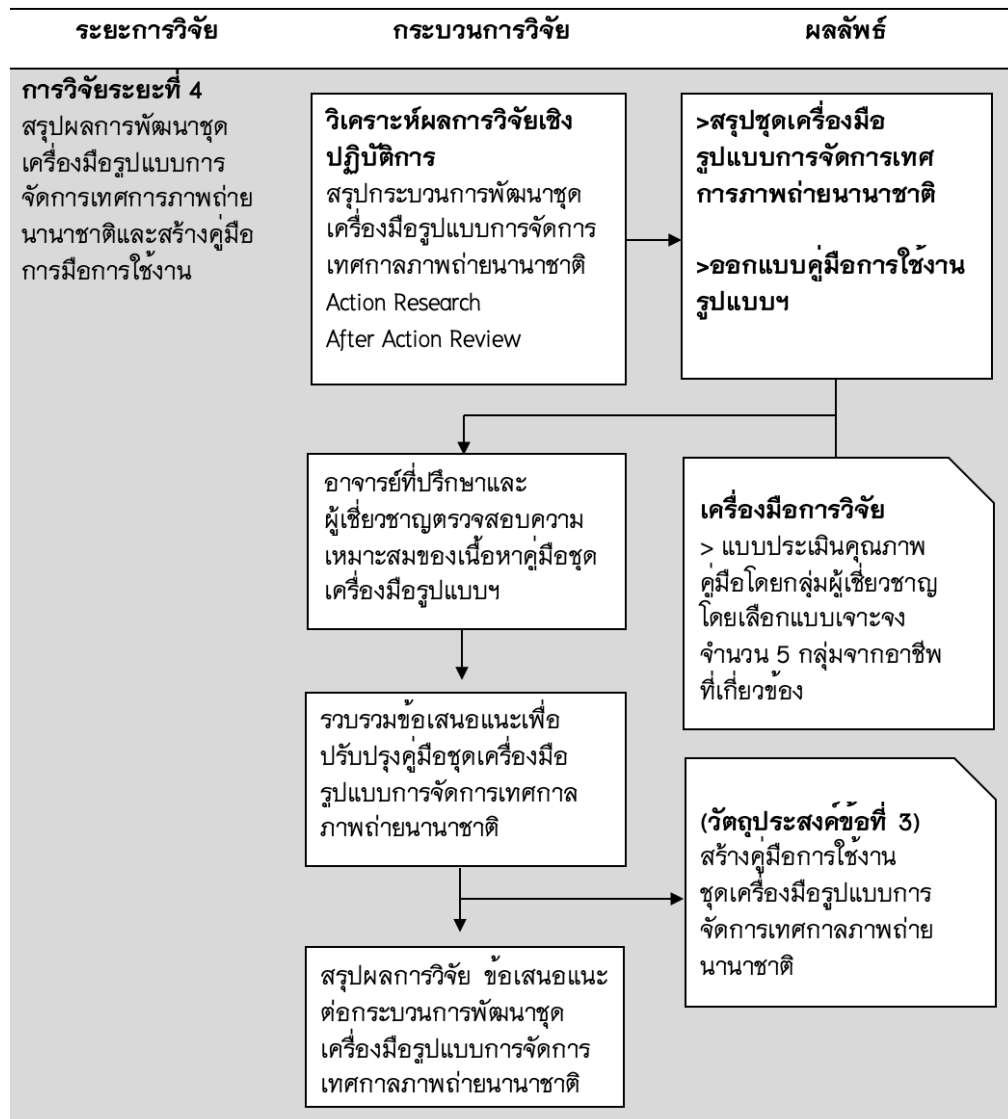 ระยะการวิจัย กระบวนการวิจัย ผลลัพธ์
การวิจัยระยะที่ 4
สรุปผลการพัฒนาชุด
เครื่องมือรูปแบบการ
จัดการเทศการภาพถ่าย
นานาชาติและสร้างคู่มือ
การมือการใช้งาน
วิเคราะห์ผลการวิจัยเชิง
ปฏิบัติการ
สรุปกระบวนการพัฒนาชุด
เครื่องมือรูปแบบการจัดการ
เทศกาลภาพถ่ายนานาชาติ
Action Research
After Action Review
>สรุปชุดเครื่องมือ
รูปแบบการจัดการเทศ
การภาพถ่ายนานาชาติ
>ออกแบบคู่มือการใช้งาน
รูปแบบฯ
อาจารย์ที่ปรึกษาและ
ผู้เชี่ยวชาญตรวจสอบความ
เหมาะสมของเนื้อหาคู่มือชุด
เครื่องมือรูปแบบฯ
เครื่องมือการวิจัย
> แบบประเมินคุณภาพ
คู่มือโดยกลุ่มผู้เชี่ยวชาญ
โดยเลือกแบบเจาะจง
จำนวน 5 กลุ่มจากอาชีพ
ที่เกี่ยวข้อง
รวบรวมข้อเสนอแนะเพื่อ
ปรับปรุงคู่มือชุดเครื่องมือ
รูปแบบการจัดการเทศกาล
ภาพถ่ายนานาชาติ
(วัตถุประสงค์ข้อที่ 3)
สร้างคู่มือการใช้งาน
ชุดเครื่องมือรูปแบบการ
จัดการเทศกาลภาพถ่าย
นานาชาติ
สรุปผลการวิจัย ข้อเสนอแนะ
ต่อกระบวนการพัฒนาชุด
เครื่องมือรูปแบบการจัดการ
เทศกาลภาพถ่ายนานาชาติ